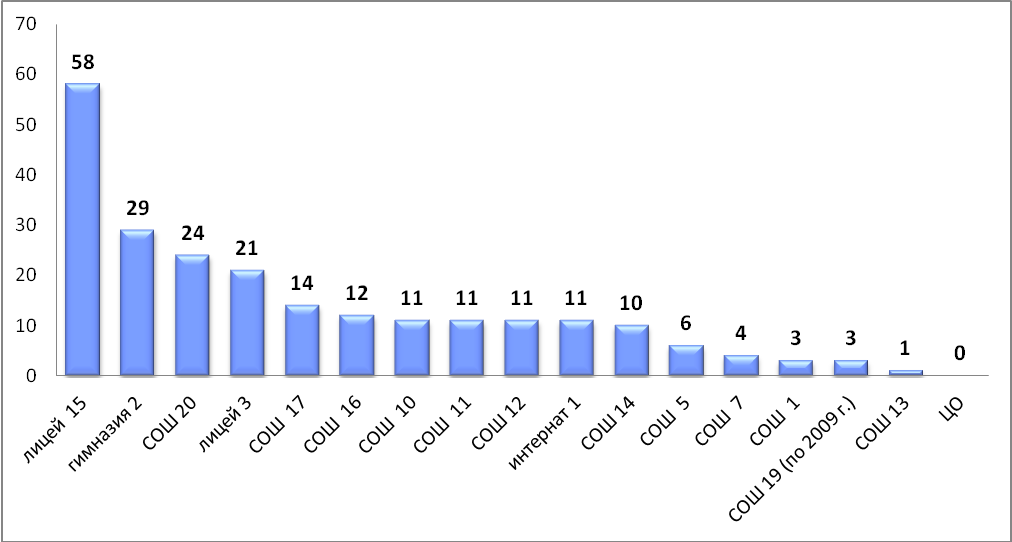 70
60
50
40
30
20
10
0
58
29
24
21
14
12
11
11
11
11
10
6
4
3
3
1
0
лицей 15
гимназия 2
СОШ 20
лицей 3
СОШ 17
СОШ 16
СОШ 10
СОШ 11
СОШ 12
интернат 1
СОШ 14
СОШ 5
СОШ 7
СОШ 1
СОШ 19 (по 2009 г.)
СОШ 13
ЦО